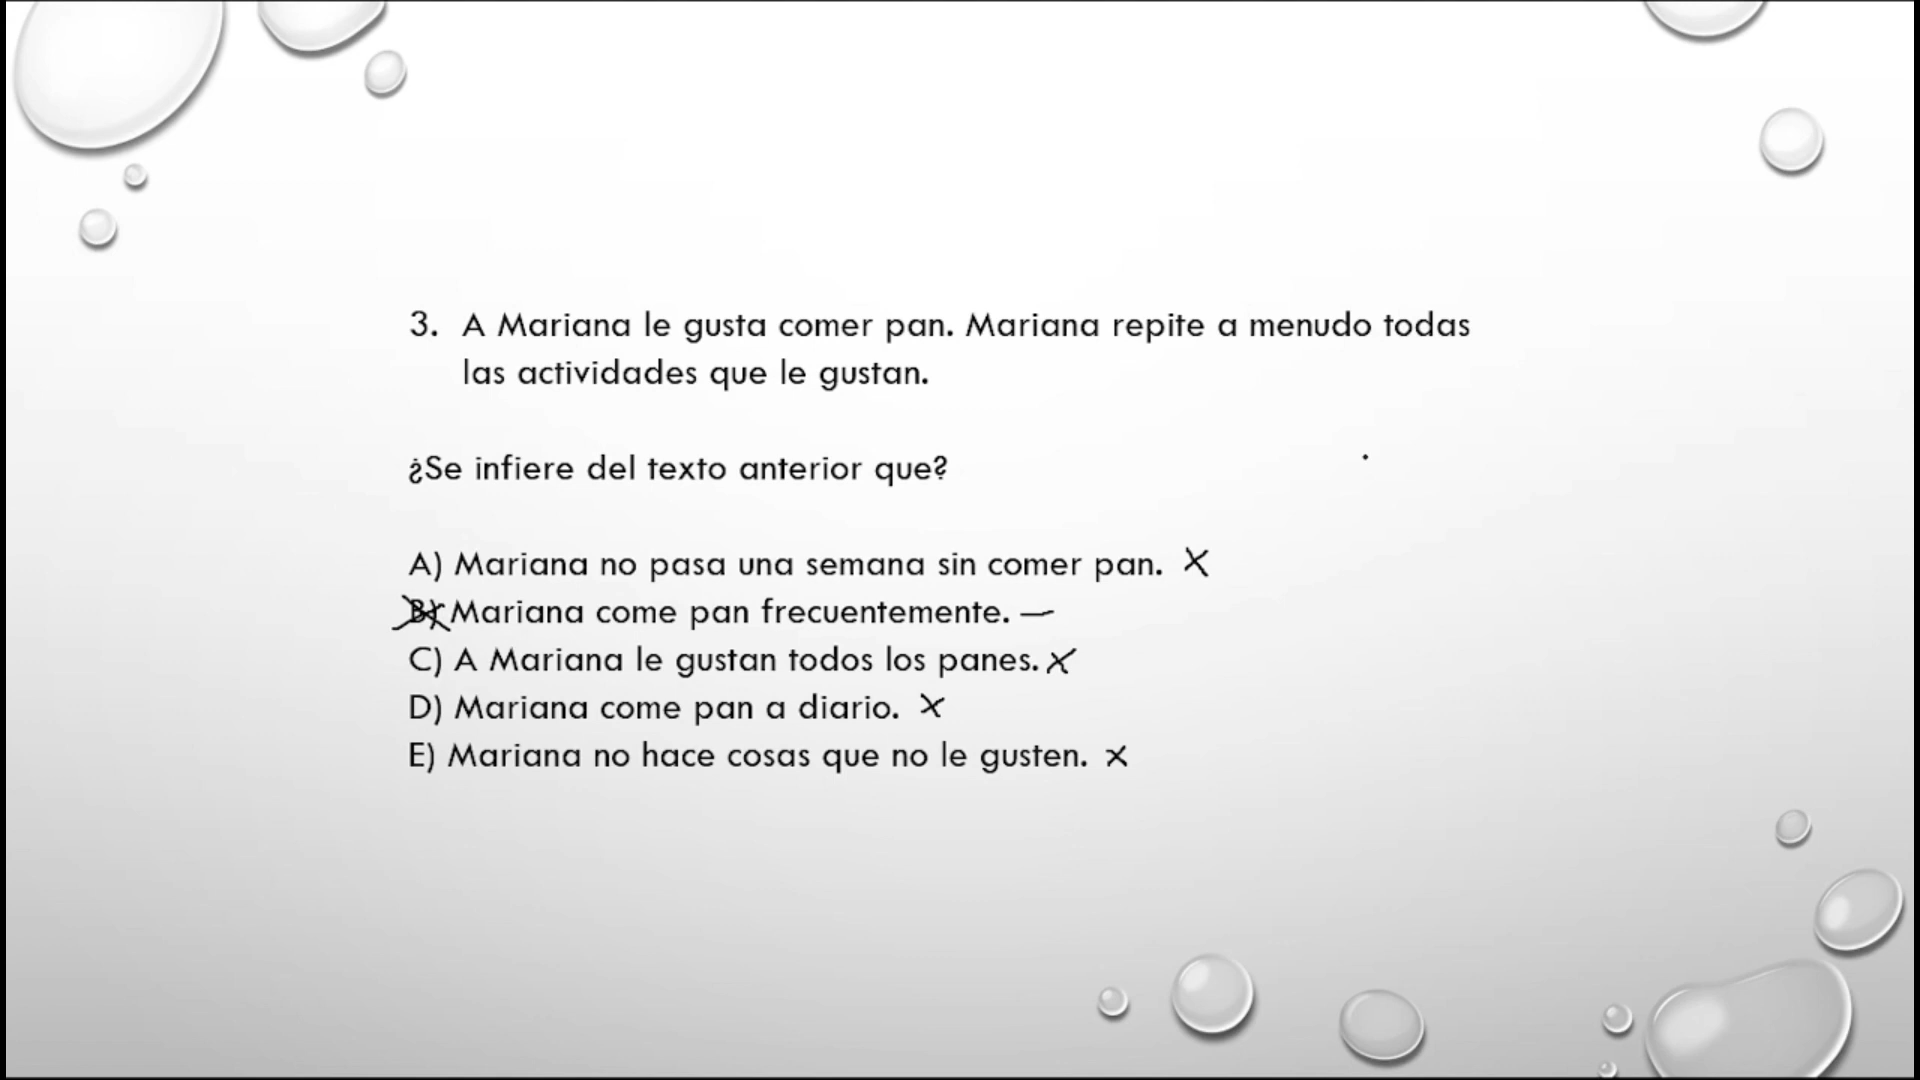 3. A Mariana le gusta comer pan. Mariana repite a menudo todas
las actividades que le gustan.
¿Se infiere del texto anterior que?
A) Mariana no pasa una semana sin comer pan. X
B) Mariana come pan frecuentemente. —
C) A Mariana le gustan todos los panes. X
D) Mariana come pan a diario. X
E) Mariana no hace cosas que no le gusten. X